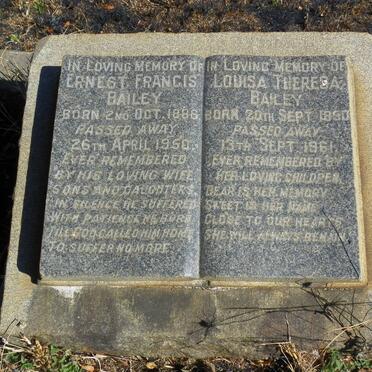 IN LOVING MEMORY OF
ERNEST FRANCIS
BAILEY
BORN 2ND OCT. 1886
PASSED AWAY
26TH APRIL 1950.
EVER REMEMBERED
BY HIS LOVING WIFE
SONS AND DAUGHTERS.
IN SILENCE HE SUFFERED
WITH PATIENCE HE BORE
TILL GOD CALLED HIM HOME
TO SUFFER NO MORE.
IN LOVING MEMORY OF
LOUISA THERESA
BAILEY
BORN 20TH SEPT. 1890
PASSED AWAY
13TH SEPT. 1961.
EVER REMEMBERED BY
HER LOVING CHILDREN
DEAR IS HER MEMORY
SWEET IS HER NAME
CLOSE TO OUR HEARTS
SHE WILL ALWAYS REMAIN